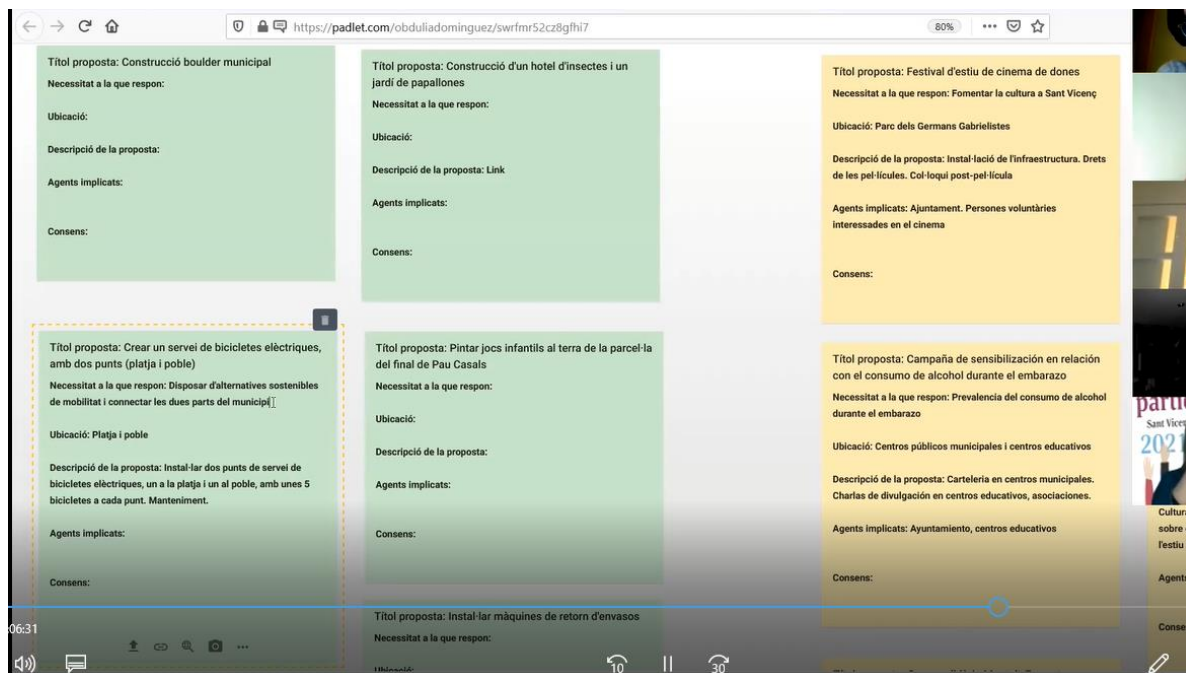 https://padlet.com/obduliadominguez/swrfmr52cz8gfhi7
80%
Títol proposta: Construcció boulder municipal
Necessitat a la que respon:
Ubicació:
Descripció de la proposta:
Agents implicats:
Consens:
Títol proposta: Construcció d'un hotel d'insectes i un
jardí de papallones
Necessitat a la que respon:
Ubicació:
Descripció de la proposta: Link
Agents implicats:
Consens:
Títol proposta: Festival d'estiu de cinema de dones
Necessitat a la que respon: Fomentar la cultura a Sant Vicenç
Ubicació: Parc dels Germans Gabrielistes
Descripció de la proposta: Instal·lació de l'infraestructura. Drets
de les pel·lícules. Col·loqui post-pel·lícula
Agents implicats: Ajuntament. Persones voluntàries
interessades en el cinema
Consens:
Títol proposta: Crear un servei de bicicletes elèctriques,
amb dos punts (platja i poble)
Necessitat a la que respon: Disposar d'alternatives sostenibles
de mobilitat i connectar les dues parts del municipi
Ubicació: Platja i poble
Descripció de la proposta: Instal·lar dos punts de servei de
bicicletes elèctriques, un a la platja i un al poble, amb unes 5
bicicletes a cada punt. Manteniment.
Agents implicats:
Consens:
Títol proposta: Pintar jocs infantils al terra de la parcel·la
del final de Pau Casals
Necessitat a la que respon:
Ubicació:
Descripció de la proposta:
Agents implicats:
Consens:
Títol proposta: Instal·lar màquines de retorn d'envasos
Necessitat a la que respon:
Ubicació:
Títol proposta: Campaña de sensibilización en relación
con el consumo de alcohol durante el embarazo
Necessitat a la que respon: Prevalencia del consumo de alcohol
durante el embarazo
Ubicació: Centros públicos municipales i centros educativos
Descripció de la proposta: Carteleria en centros municipales.
Charlas de divulgación en centros educativos, asociaciones.
Agents implicats: Ayuntamiento, centros educativos
Consens:
parti
Sant Vice
2021
Cultura
sobre
l'estiu
Agents
Conse
:06:31
10
30